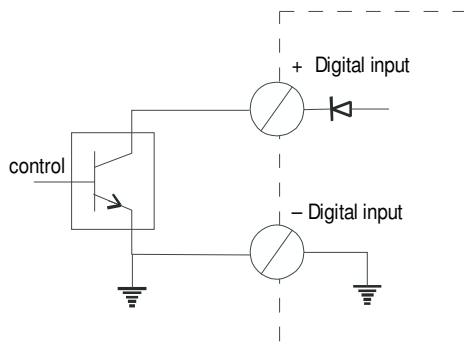 + Digital input
control
– Digital input